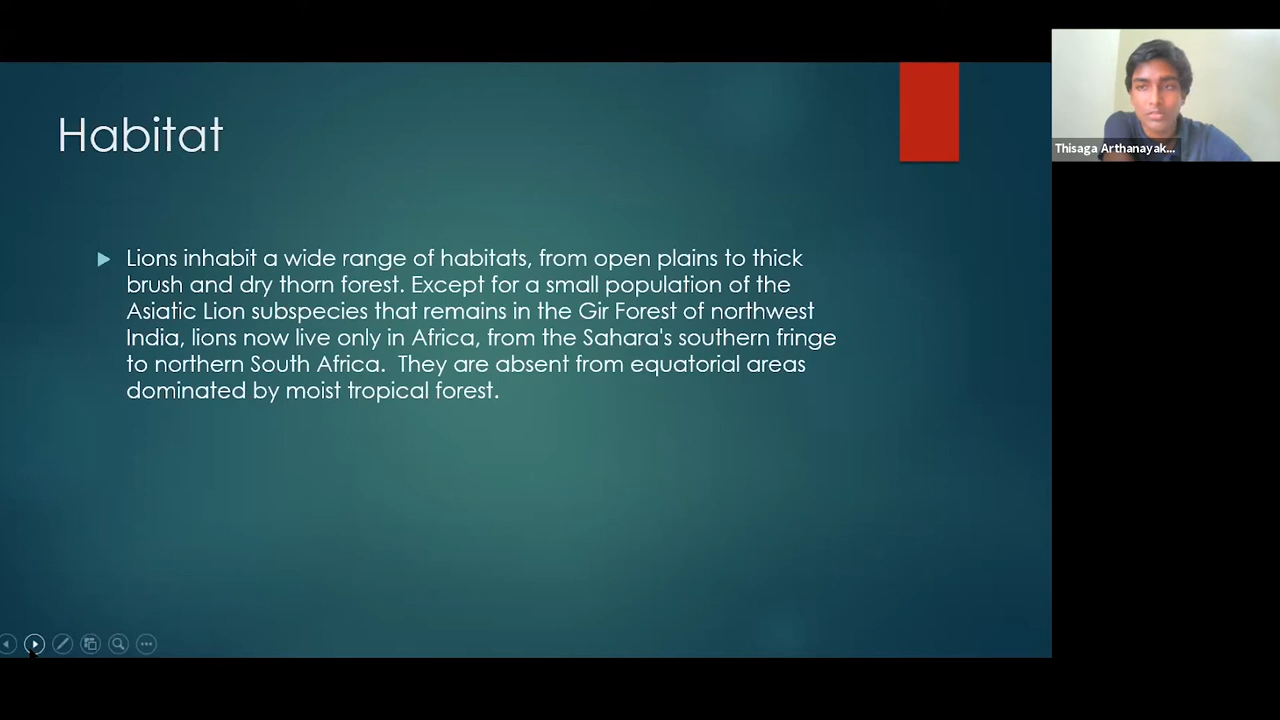 Habitat
Lions inhabit a wide range of habitats, from open plains to thick
brush and dry thorn forest. Except for a small population of the
Asiatic Lion subspecies that remains in the Gir Forest of northwest
India, lions now live only in Africa, from the Sahara's southern fringe
to northern South Africa.  They are absent from equatorial areas
dominated by moist tropical forest.
Thisaga Arthanayak...